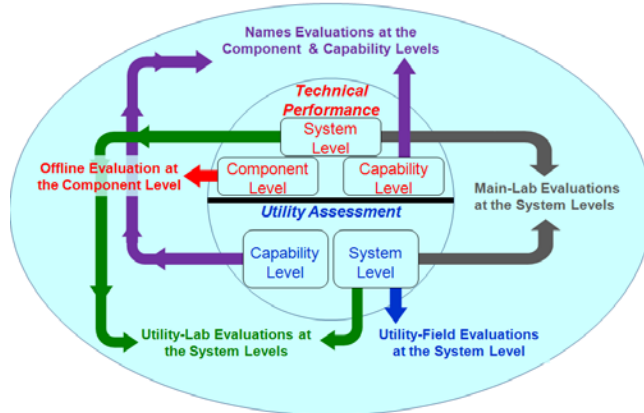 Names Evaluations at the
Component & Capability Levels
Technical
Performance
System
Level
Offline Evaluation at
the Component Level
Component
Level
Capability
Level
Main-Lab Evaluations
at the System Levels
Utility Assessment
Capability
Level
System
Level
Utility-Lab Evaluations at
the System Levels
Utility-Field Evaluations
at the System Level